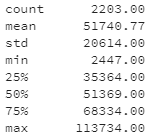 count 2203.00
mean 51740.77
std 20614.00
min 2447.00
25% 35364.00
50% 51369.00
75% 68334.00
max 113734.00